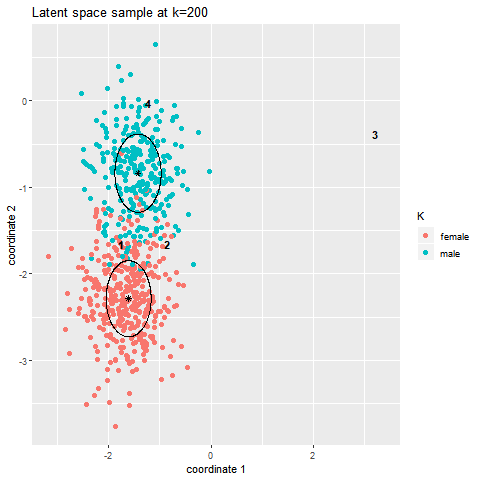 Latent space sample at k=200
0
-1
-2
-3
4
3
1
2
-2
0
2
coordinate 1
coordinate 2
K
female
male